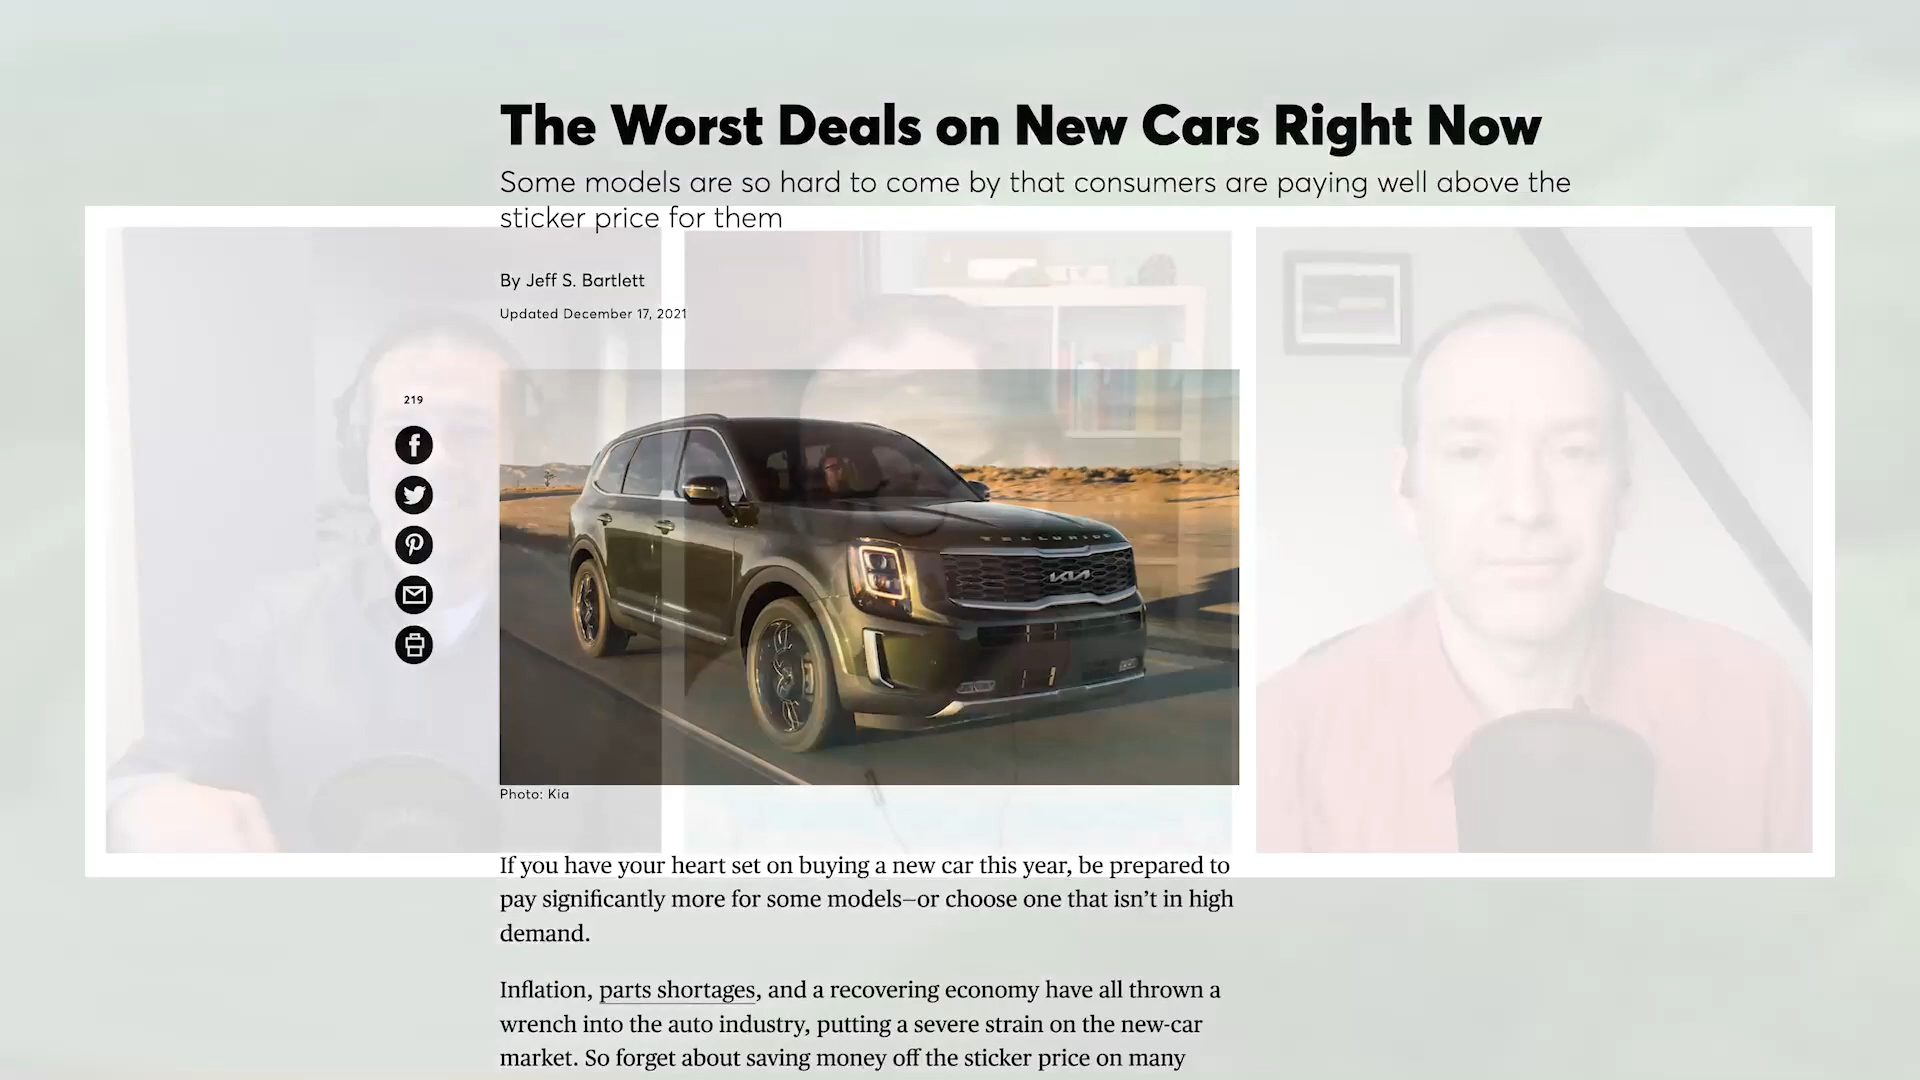 The Worst Deals on New Cars Right Now
Some models are so hard to come by that consumers are paying well above the
sticker price for them
By Jeff S. Bartlett
Updated December 17, 2021
219
TELLURIDE
KIA
Photo: Kia
If you have your heart set on buying a new car this year, be prepared to
pay significantly more for some models—or choose one that isn’t in high
demand.
Inflation, parts shortages, and a recovering economy have all thrown a
wrench into the auto industry, putting a severe strain on the new-car
market. So forget about saving money off the sticker price on many